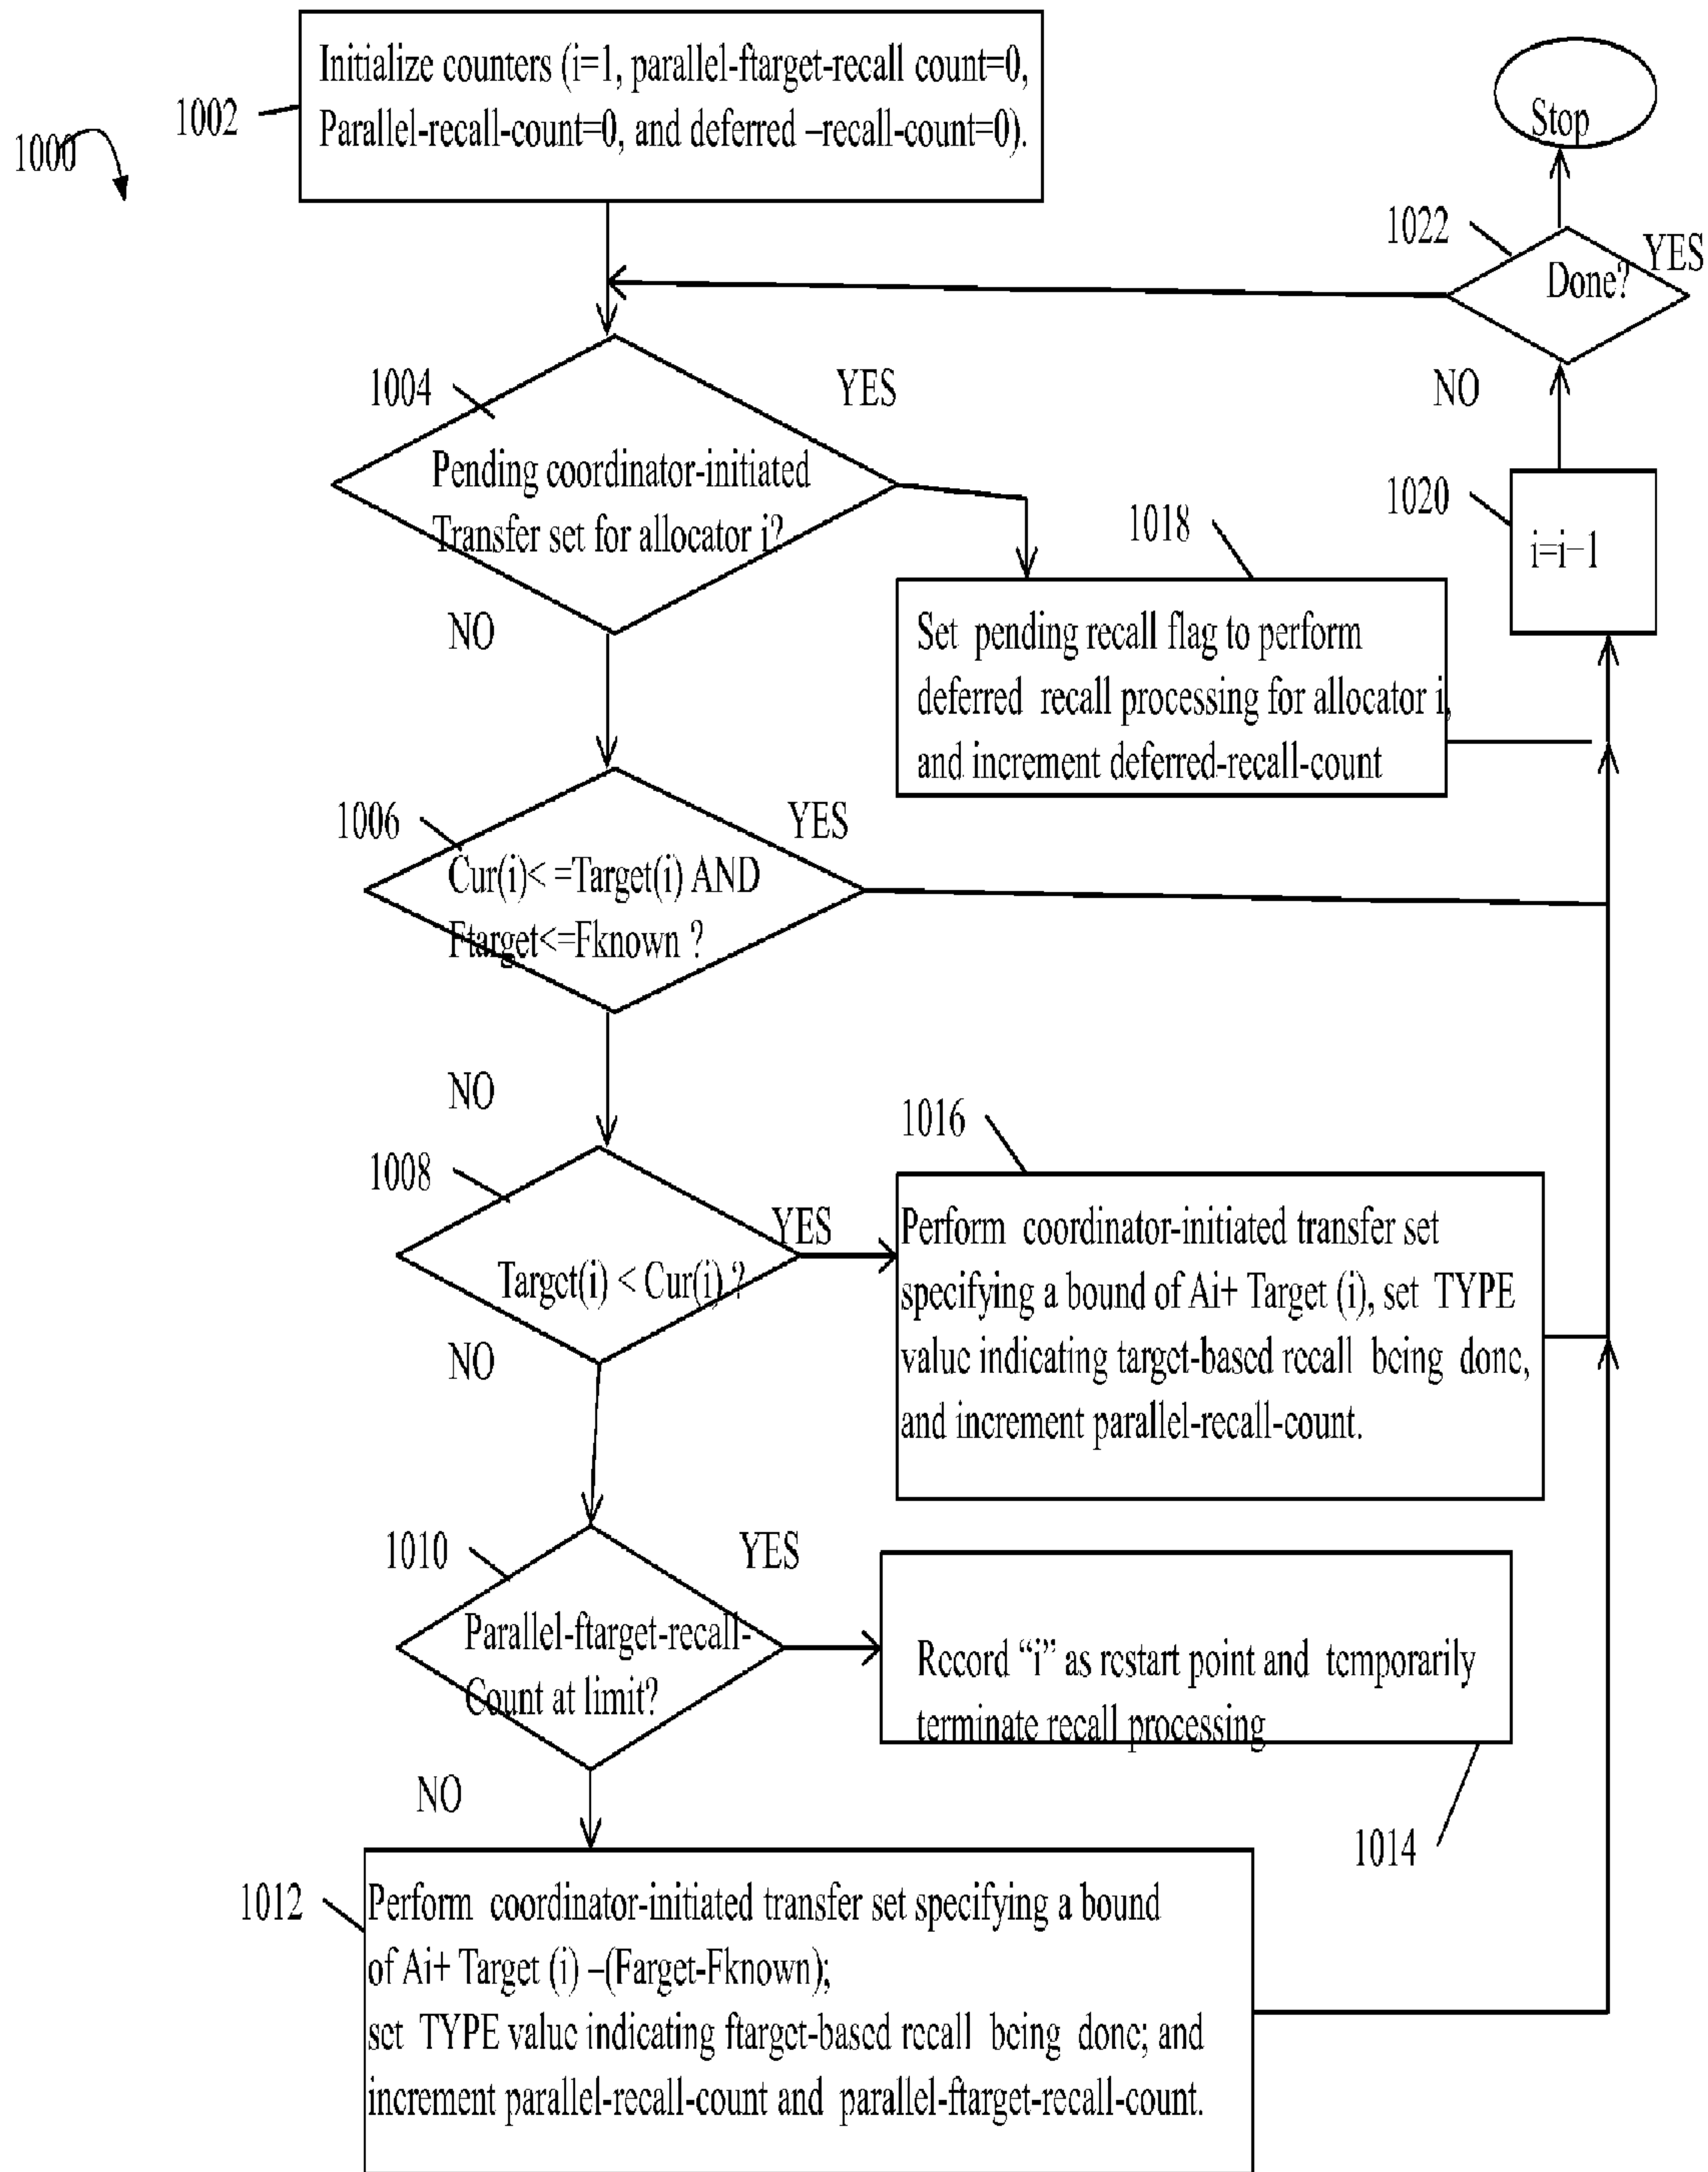 1000
1002
Initialize counters (i=1, parallel-ftarget-recall count=0,
Parallel-recall-count=0, and deferred –recall-count=0).
Stop
1022
Done?
YES
NO
1004
YES
Pending coordinator-initiated
Transfer set for allocator i?
NO
1018
Set pending recall flag to perform
deferred recall processing for allocator i,
and increment deferred-recall-count
1020
i=i−1
1006
YES
Cur(i)< =Target(i) AND
Ftarget<=Fknown ?
NO
1008
YES
Target(i) < Cur(i) ?
NO
1016
Perform coordinator-initiated transfer set
specifying a bound of Ai+ Target (i), set TYPE
value indicating target-based recall being done,
and increment parallel-recall-count.
1010
YES
Parallel-ftarget-recall-
Count at limit?
NO
Record “i” as restart point and temporarily
terminate recall processing
1014
1012
Perform coordinator-initiated transfer set specifying a bound
of Ai+ Target (i) –(Farget-Fknown);
set TYPE value indicating ftarget-based recall being done; and
increment parallel-recall-count and parallel-ftarget-recall-count.